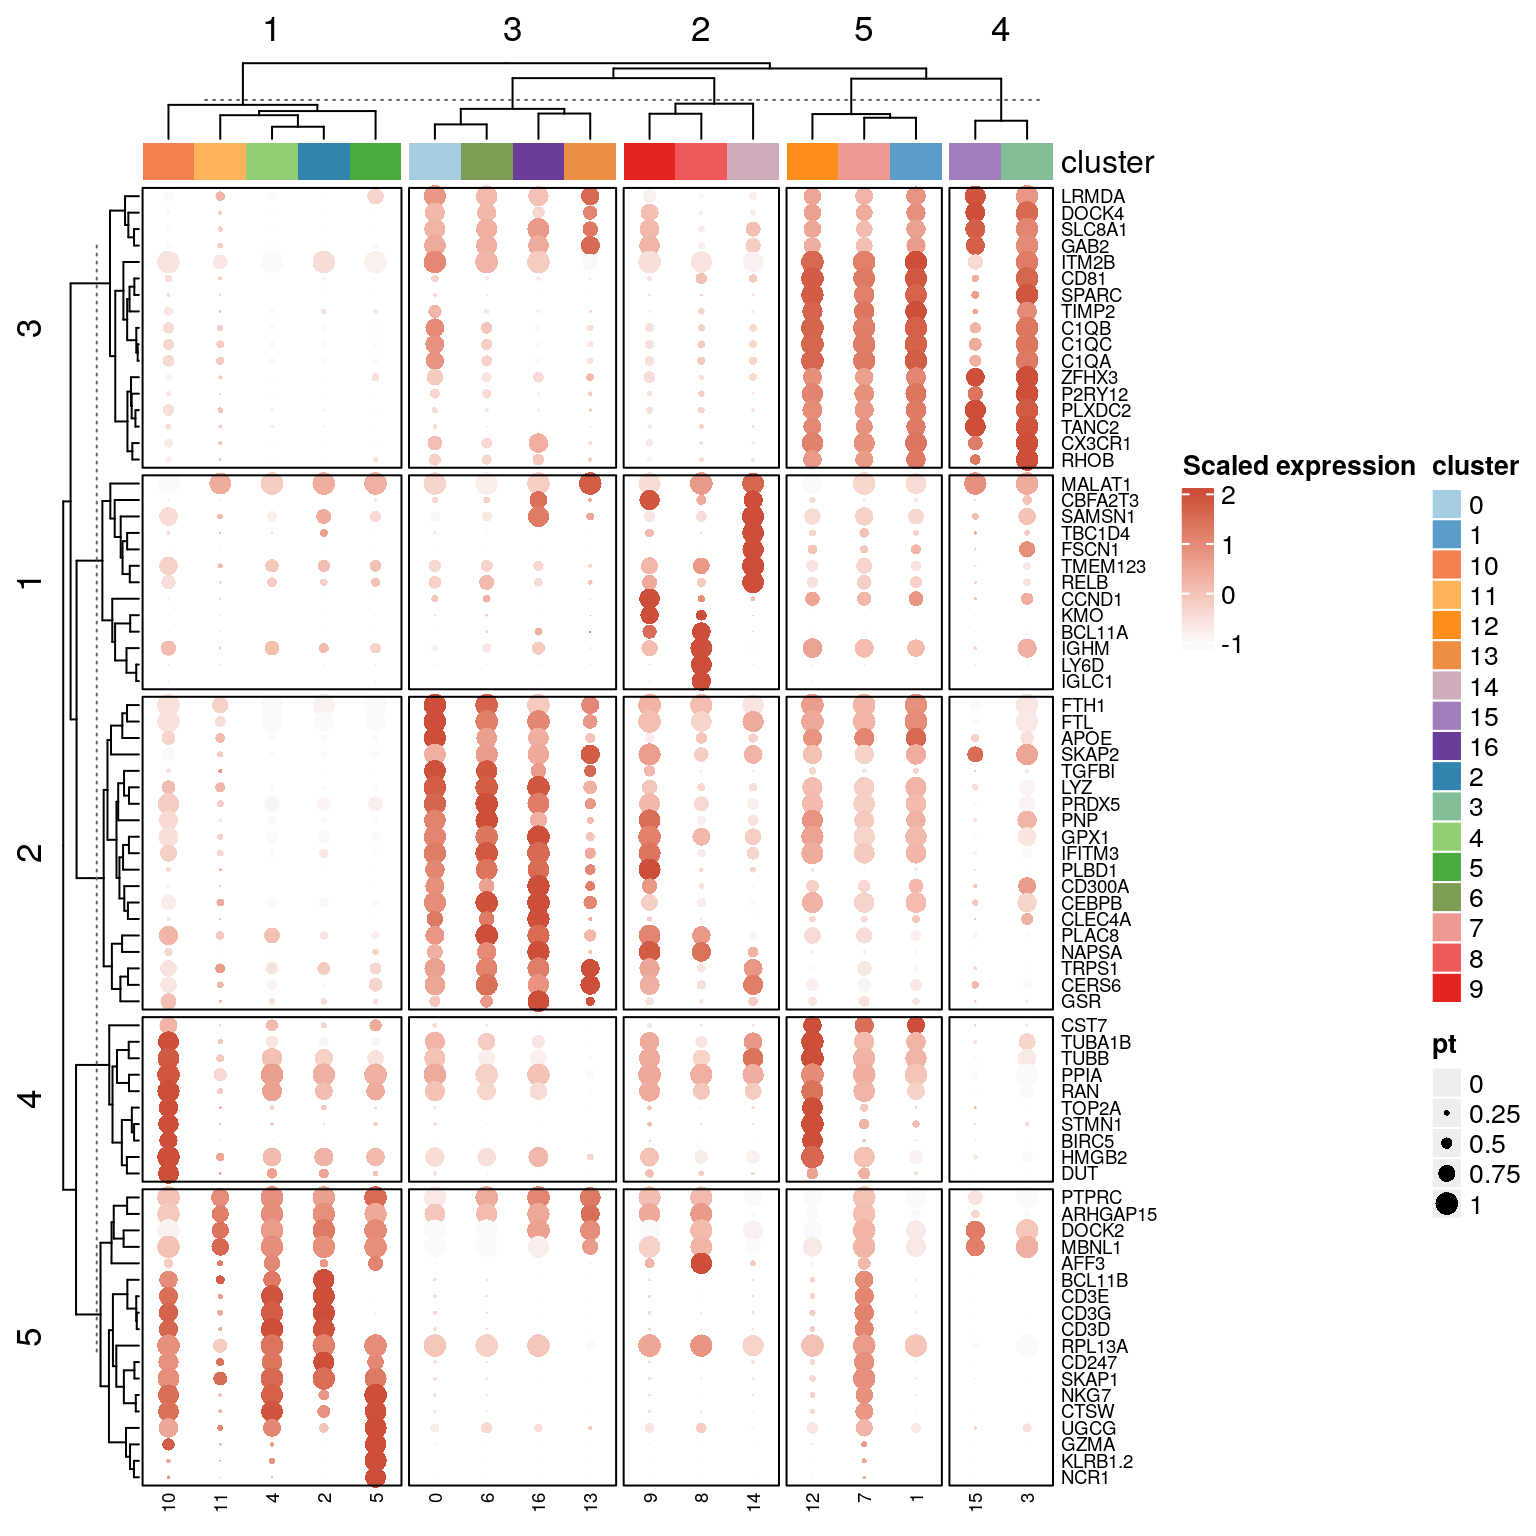 1 3 2 5 4
cluster
3
LRMDA
DOCK4
SLC8A1
GAB2
ITM2B
CD81
SPARC
TIMP2
C1QB
C1QC
C1QA
ZFHX3
P2RY12
PLXDC2
TANC2
CX3CR1
RHOB
1
MALAT1
CBFA2T3
SAMSN1
TBC1D4
FSCN1
TMEM123
RELB
CCND1
KMO
BCL11A
IGHM
LY6D
IGLC1
2
FTH1
FTL
APOE
SKAP2
TGFBI
LYZ
PRDX5
PNP
GPX1
IFITM3
PLBD1
CD300A
CEBPB
CLEC4A
PLAC8
NAPSA
TRPS1
CERS6
GSR
4
CST7
TUBA1B
TUBB
PPIA
RAN
TOP2A
STMN1
BIRC5
HMGB2
DUT
5
PTPRC
ARHGAP15
DOCK2
MBNL1
AFF3
BCL11B
CD3E
CD3G
CD3D
RPL13A
CD247
SKAP1
NKG7
CTSW
UGCG
GZMA
KLRB1.2
NCR1
10 11 4 2 5 0 6 16 13 9 8 14 12 7 1 15 3
Scaled expression
2
1
0
-1
cluster
0
1
10
11
12
13
14
15
16
2
3
4
5
6
7
8
9
pt
0
0.25
0.5
0.75
1